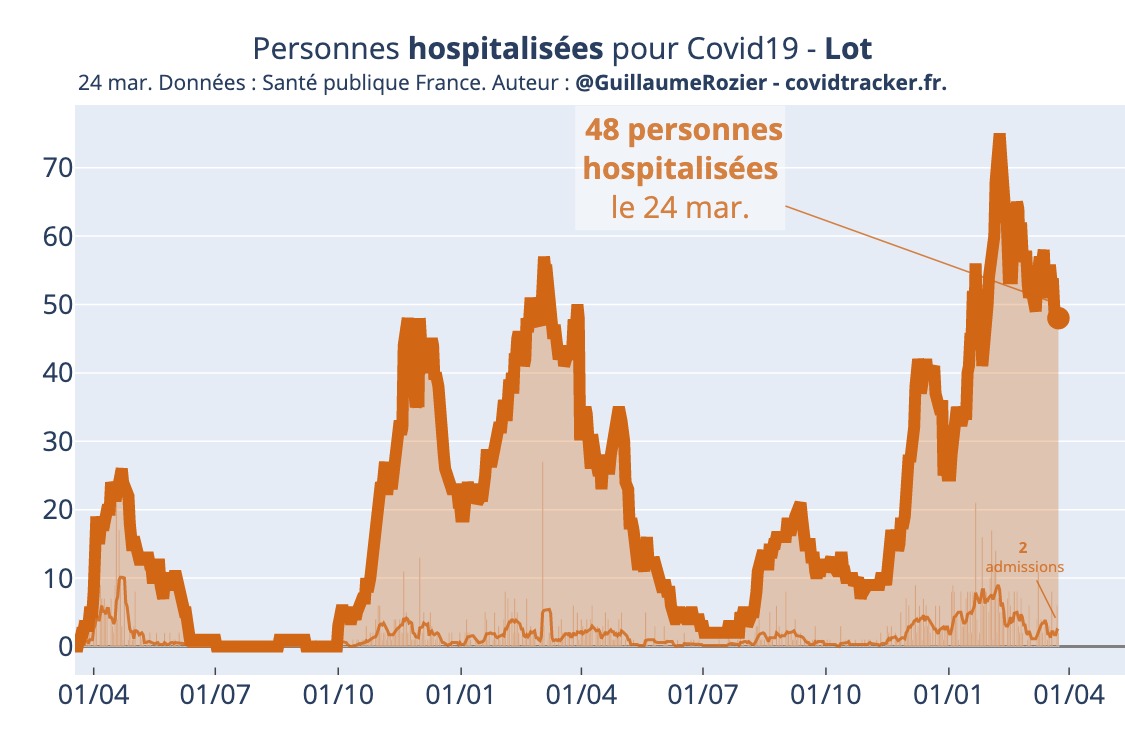 Personnes hospitalisées pour Covid19 - Lot
24 mar. Données : Santé publique France. Auteur : @GuillaumeRozier - covidtracker.fr.
48 personnes
hospitalisées
le 24 mar.
70
60
50
40
30
20
10
0
2
admissions
01/04 01/07 01/10 01/01 01/04 01/07 01/10 01/01 01/04